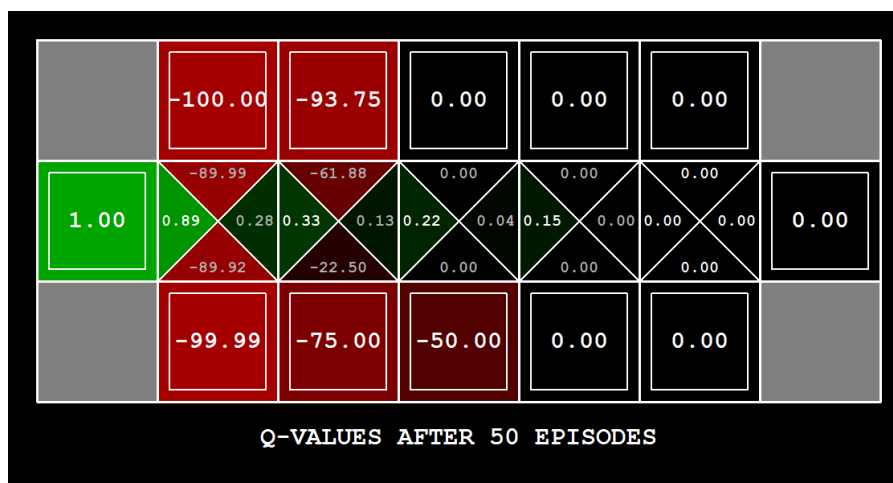 -100.00 -93.75 0.00 0.00 0.00
-89.99 -61.88 0.00 0.00 0.00
1.00 0.89 0.28 0.33 0.13 0.22 0.04 0.15 0.00 0.00 0.00 0.00
-89.92 -22.50 0.00 0.00 0.00
-99.99 -75.00 -50.00 0.00 0.00
Q-VALUES AFTER 50 EPISODES